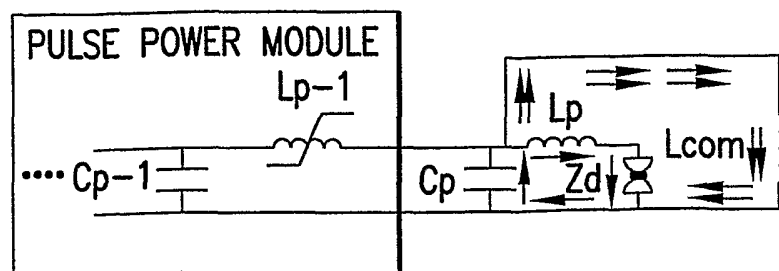 PULSE POWER MODULE
Lp-1
Lp
Lcom
.... Cp-1
Cp
Zd